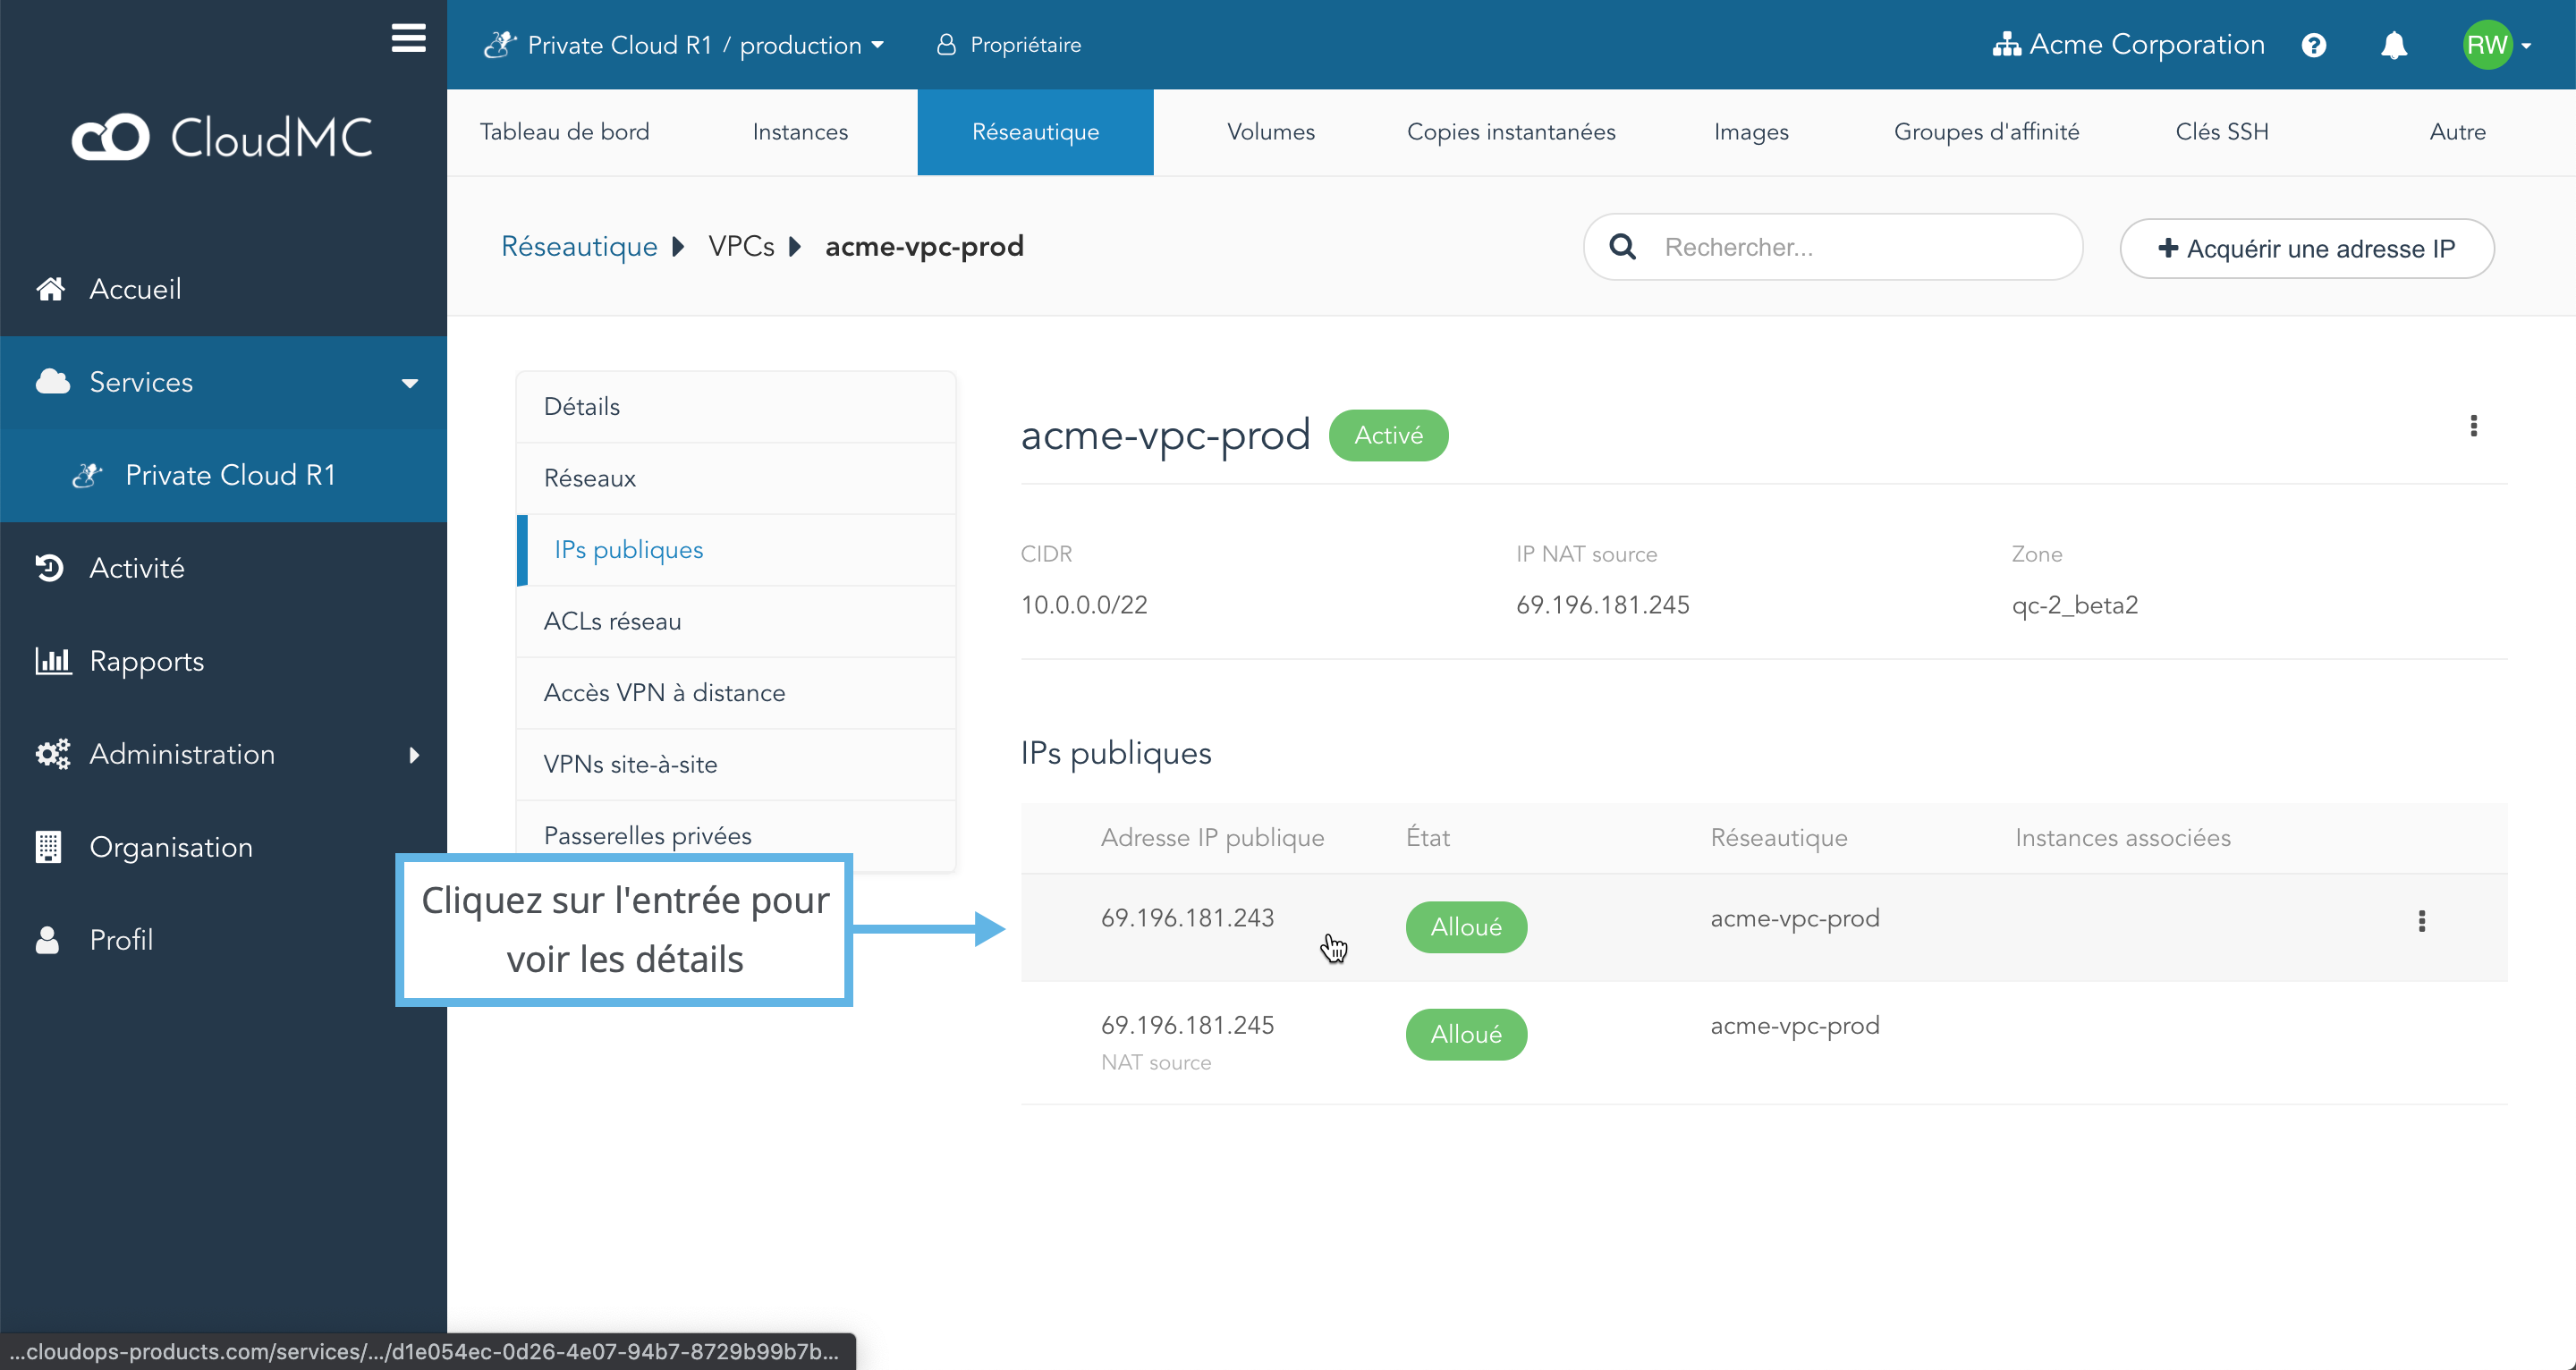 Private Cloud R1 / production
Propriétaire
Acme Corporation
RW
CloudMC
Tableau de bord
Instances
Réseautique
Volumes
Copies instantanées
Images
Groupes d'affinité
Clés SSH
Autre
Réseautique
VPCs
acme-vpc-prod
Rechercher...
Acquérir une adresse IP
Accueil
Services
Private Cloud R1
Activité
Rapports
Administration
Organisation
Profil
Détails
Réseaux
IPs publiques
ACLs réseau
Accès VPN à distance
VPNs site-à-site
Passerelles privées
Cliquez sur l'entrée pour
voir les détails
acme-vpc-prod
Activé
CIDR
IP NAT source
Zone
10.0.0.0/22
69.196.181.245
qc-2_beta2
IPs publiques
Adresse IP publique
État
Réseautique
Instances associées
69.196.181.243
Alloué
acme-vpc-prod
69.196.181.245
NAT source
Alloué
acme-vpc-prod
...cloudops-products.com/services/.../d1e054ec-0d26-4e07-94b7-8729b99b7b...